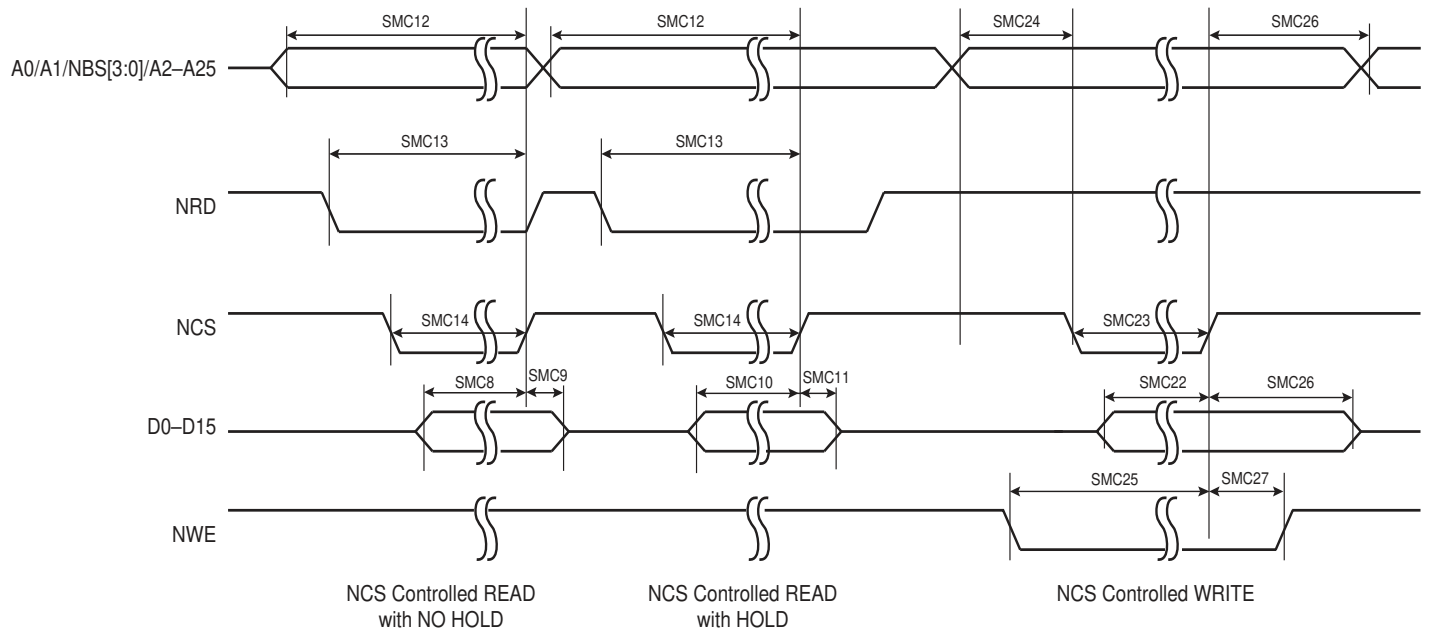 SMC12 SMC12 SMC24 SMC26
A0/A1/NBS[3:0]/A2–A25
SMC13 SMC13
NRD
SMC14 SMC14 SMC23
NCS
SMC8 SMC9 SMC10 SMC11 SMC22 SMC26
D0–D15
SMC25 SMC27
NWE
NCS Controlled READ
with NO HOLD
NCS Controlled READ
with HOLD
NCS Controlled WRITE